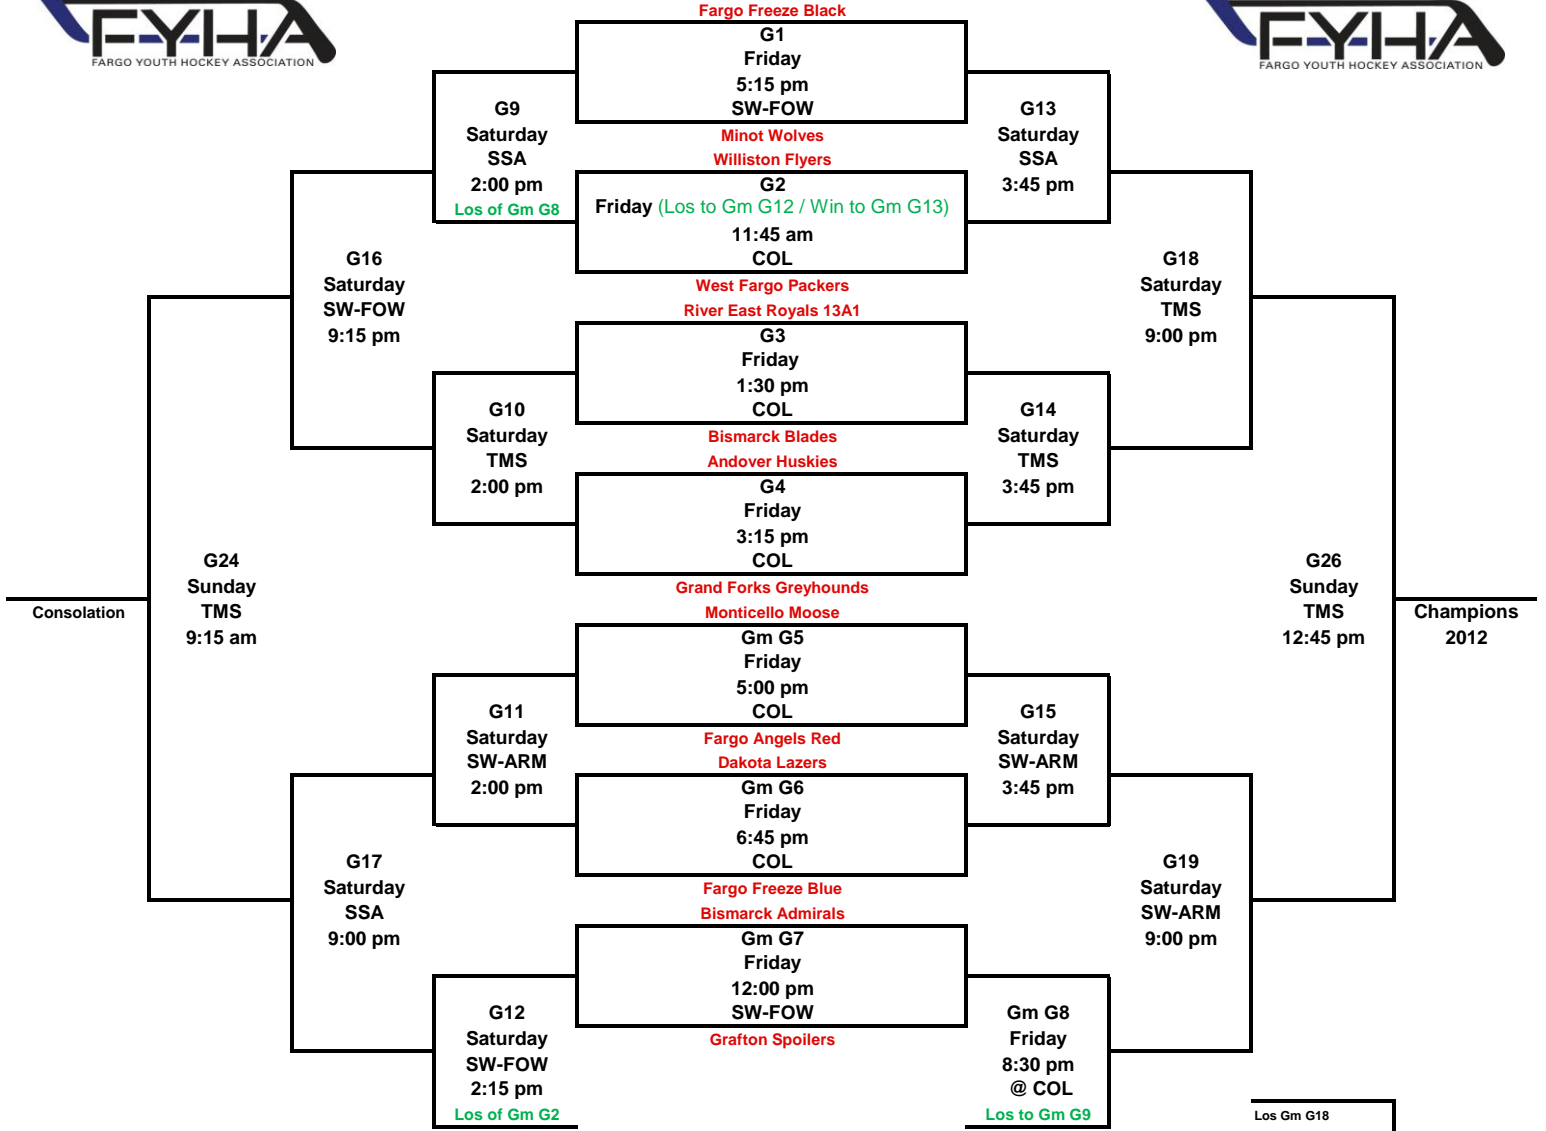 FYHA
FARGO YOUTH HOCKEY ASSOCIATION
FYHA
FARGO YOUTH HOCKEY ASSOCIATION
Fargo Freeze Black
G1
Friday
5:15 pm
SW-FOW
Minot Wolves
G9
Saturday
SSA
2:00 pm
Los of Gm G8
G13
Saturday
SSA
3:45 pm
Williston Flyers
G2
Friday (Los to Gm G12 / Win to Gm G13)
11:45 am
COL
West Fargo Packers
G16
Saturday
SW-FOW
9:15 pm
G18
Saturday
TMS
9:00 pm
River East Royals 13A1
G3
Friday
1:30 pm
COL
Bismarck Blades
G10
Saturday
TMS
2:00 pm
G14
Saturday
TMS
3:45 pm
Andover Huskies
G4
Friday
3:15 pm
COL
Grand Forks Greyhounds
Consolation
G24
Sunday
TMS
9:15 am
G26
Sunday
TMS
12:45 pm
Champions
2012
Monticello Moose
Gm G5
Friday
5:00 pm
COL
Fargo Angels Red
G11
Saturday
SW-ARM
2:00 pm
G15
Saturday
SW-ARM
3:45 pm
Dakota Lazers
Gm G6
Friday
6:45 pm
COL
Fargo Freeze Blue
G17
Saturday
SSA
9:00 pm
G19
Saturday
SW-ARM
9:00 pm
Bismarck Admirals
Gm G7
Friday
12:00 pm
SW-FOW
Grafton Spoilers
G12
Saturday
SW-FOW
2:15 pm
Los of Gm G2
Gm G8
Friday
8:30 pm
@ COL
Los to Gm G9
Los Gm G18